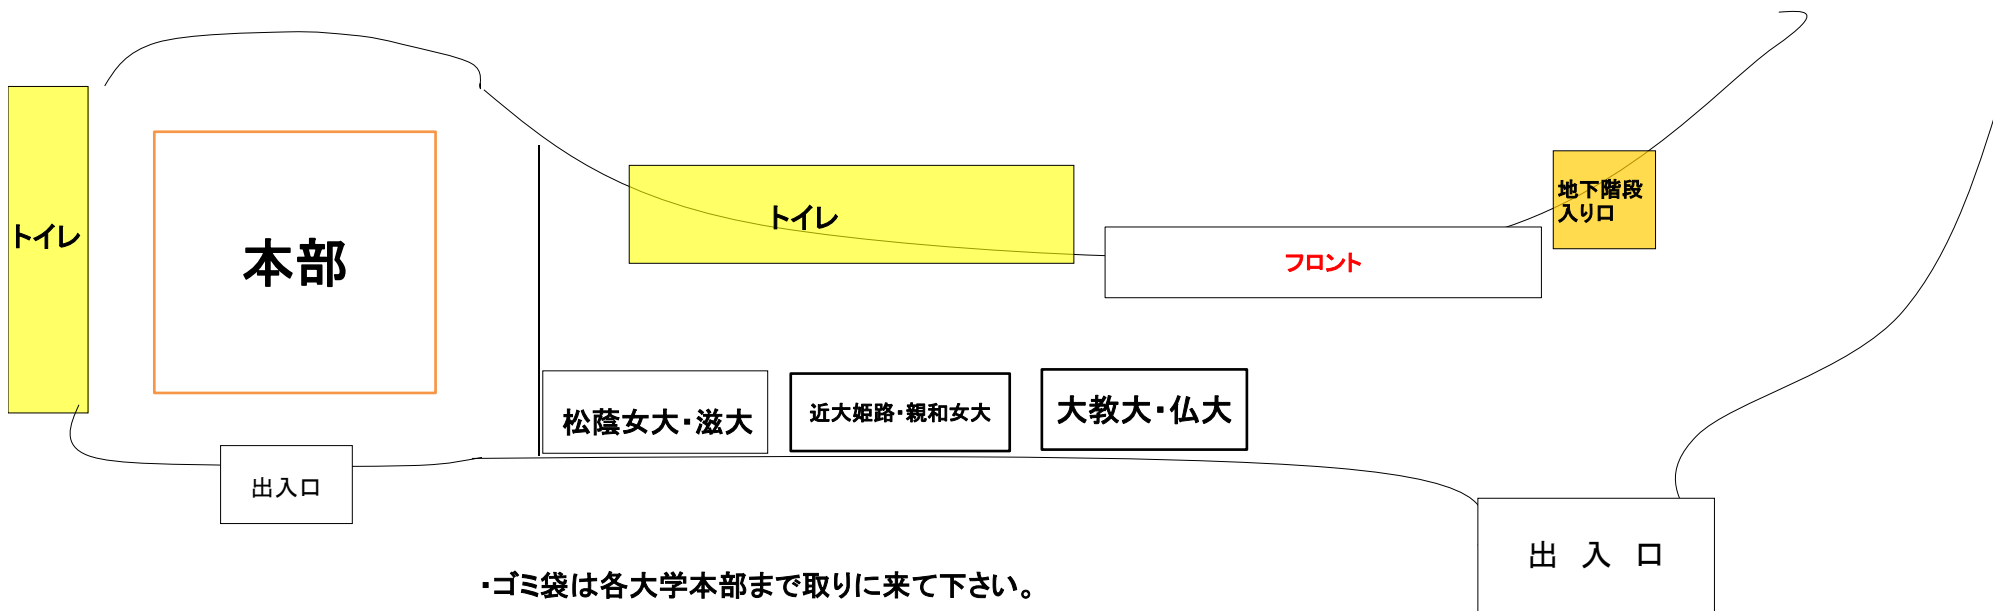 トイレ
本部
トイレ
地下階段
入り口
フロント
松蔭女大・滋大
近大姫路・親和女大
大教大・仏大
出入口
出　入　口
・ゴミ袋は各大学本部まで取りに来て下さい。